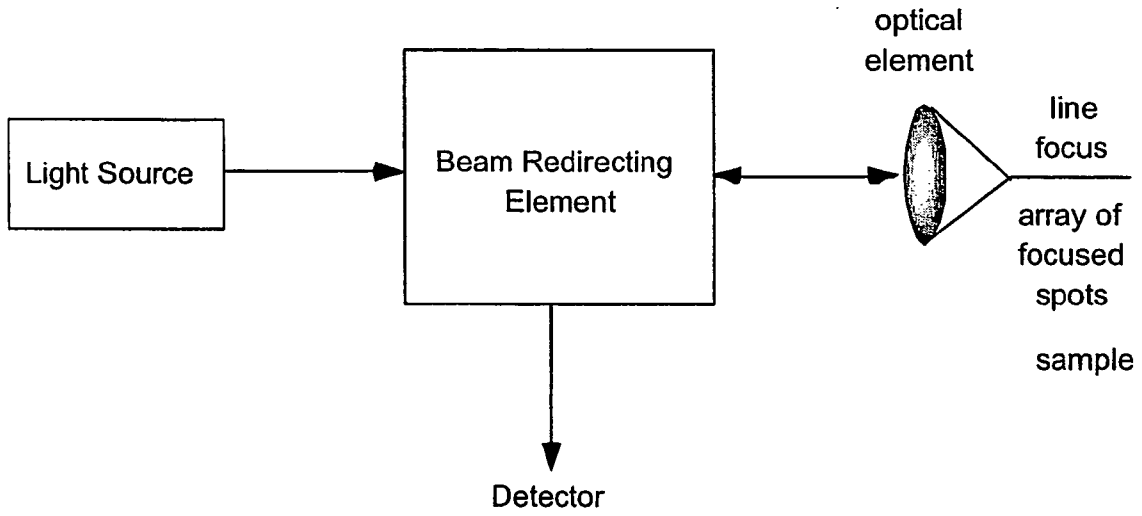 Light Source
Beam Redirecting
Element
Detector
optical
element
line
focus
array of
focused
spots
sample